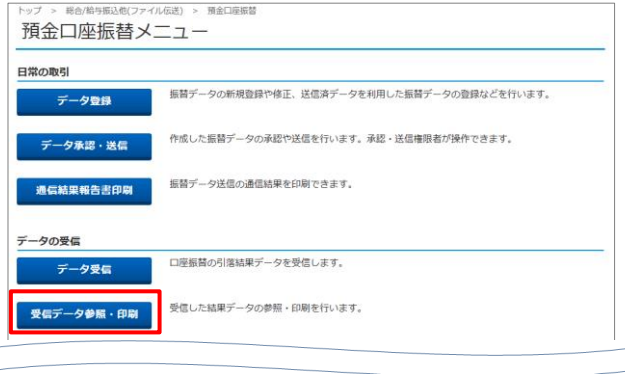 トップ > 総合/給与振込他(ファイル伝送) > 預金口座振替
預金口座振替メニュー
日常の取引
データ登録 振替データの新規登録や修正、送信済データを利用した振替データの登録などを行います。
データ承認・送信 作成した振替データの承認や送信を行います。承認・送信権限者が操作できます。
通信結果報告書印刷 振替データ送信の通信結果を印刷できます。
データの受信
データ受信 口座振替の引落結果データを受信します。
受信データ参照・印刷 受信した結果データの参照・印刷を行います。